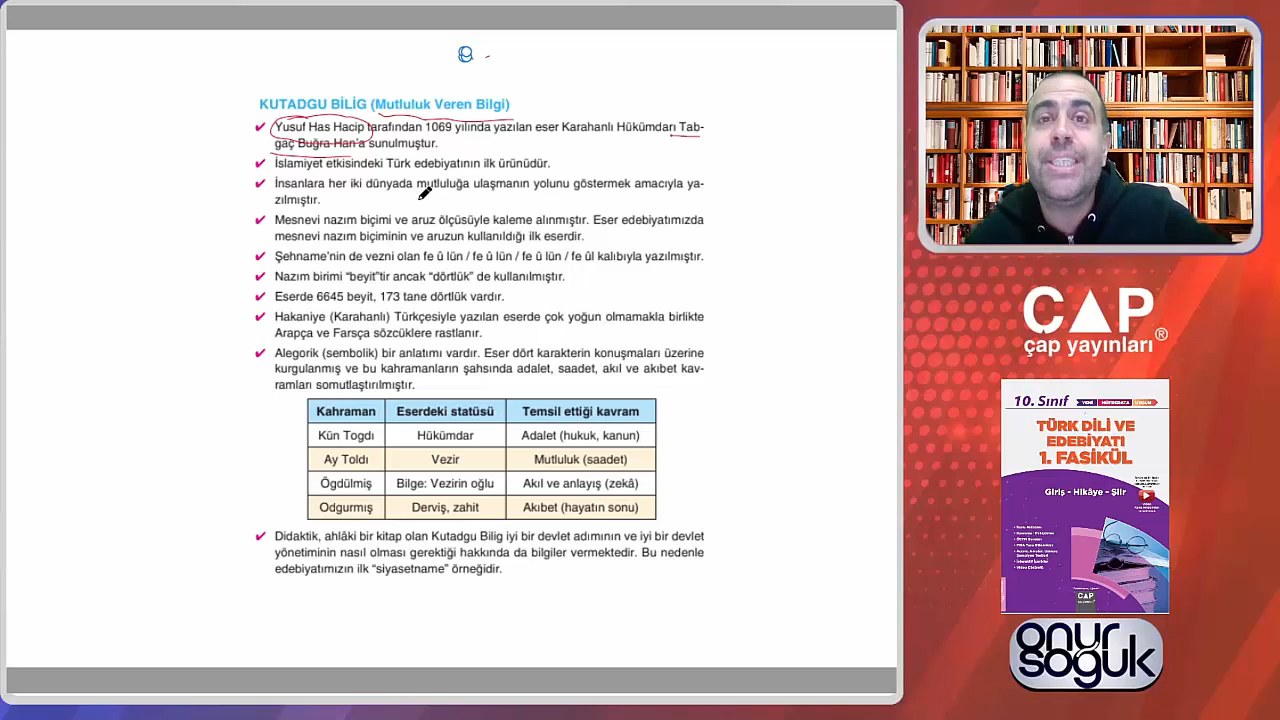 KUTADGU BİLİG (Mutluluk Veren Bilgi)
✔ Yusuf Has Hacip tarafından 1069 yılında yazılan eser Karahanlı Hükümdarı Tab-
gaç Buğra Han'a sunulmuştur.
✔ İslamiyet etkisindeki Türk edebiyatının ilk ürünüdür.
✔ İnsanlara her iki dünyada mutluluğa ulaşmanın yolunu göstermek amacıyla ya-
zılmıştır.
✔ Mesnevi nazım biçimi ve aruz ölçüsüyle kaleme alınmıştır. Eser edebiyatımızda
mesnevi nazım biçiminin ve aruzun kullanıldığı ilk eserdir.
✔ Şehname'nin de vezni olan fe û lün / fe û lün / fe û lün / fe ûl kalıbıyla yazılmıştır.
✔ Nazım birimi “beyit”tir ancak “dörtlük” de kullanılmıştır.
✔ Eserde 6645 beyit, 173 tane dörtlük vardır.
✔ Hakaniye (Karahanlı) Türkçesiyle yazılan eserde çok yoğun olmamakla birlikte
Arapça ve Farsça sözcüklere rastlanır.
✔ Alegorik (sembolik) bir anlatımı vardır. Eser dört karakterin konuşmaları üzerine
kurgulanmış ve bu kahramanların şahsında adalet, saadet, akıl ve akıbet kav-
ramları somutlaştırılmıştır.
Kahraman Eserdeki statüsü Temsil ettiği kavram
Kün Togdı Hükümdar Adalet (hukuk, kanun)
Ay Toldı Vezir Mutluluk (saadet)
Ögdülmiş Bilge: Vezirin oğlu Akıl ve anlayış (zekâ)
Odgurmış Derviş, zahit Akıbet (hayatın sonu)
✔ Didaktik, ahlâki bir kitap olan Kutadgu Bilig iyi bir devlet adımının ve iyi bir devlet
yönetiminin nasıl olması gerektiği hakkında da bilgiler vermektedir. Bu nedenle
edebiyatımızın ilk “siyasetname” örneğidir.
ÇAP
çap yayınları®
10. Sınıf YENİ MÜFREDATA UYGUN
TÜRK DİLİ VE
EDEBİYATI
1. FASİKÜL
Giriş - Hikâye - Şiir
ÇAP
onur
soğuk